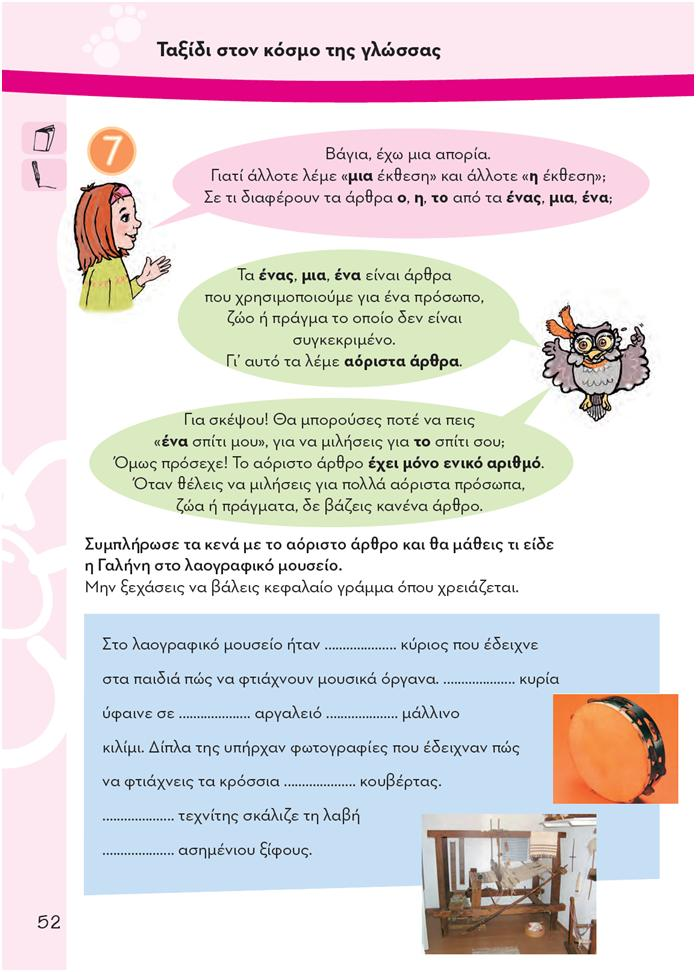 Ταξίδι στον κόσμο της γλώσσας
7
Βάγια, έχω μια απορία.
Γιατί άλλοτε λέμε «μια έκθεση» και άλλοτε «η έκθεση»;
Σε τι διαφέρουν τα άρθρα ο, η, το από τα ένας, μια, ένα;
Τα ένας, μια, ένα είναι άρθρα
που χρησιμοποιούμε για ένα πρόσωπο,
ζώο ή πράγμα το οποίο δεν είναι
συγκεκριμένο.
Γι’ αυτό τα λέμε αόριστα άρθρα.
Για σκέψου! Θα μπορούσες ποτέ να πεις
«ένα σπίτι μου», για να μιλήσεις για το σπίτι σου;
Όμως πρόσεχε! Το αόριστο άρθρο έχει μόνο ενικό αριθμό.
Όταν θέλεις να μιλήσεις για πολλά αόριστα πρόσωπα,
ζώα ή πράγματα, δε βάζεις κανένα άρθρο.
Συμπλήρωσε τα κενά με το αόριστο άρθρο και θα μάθεις τι είδε
η Γαλήνη στο λαογραφικό μουσείο.
Μην ξεχάσεις να βάλεις κεφαλαίο γράμμα όπου χρειάζεται.
Στο λαογραφικό μουσείο ήταν .................... κύριος που έδειχνε
στα παιδιά πώς να φτιάχνουν μουσικά όργανα. .................... κυρία
ύφαινε σε .................... αργαλειό .................... μάλλινο
κιλίμι. Δίπλα της υπήρχαν φωτογραφίες που έδειχναν πώς
να φτιάχνεις τα κρόσσια .................... κουβέρτας.
.................... τεχνίτης σκάλιζε τη λαβή
.................... ασημένιου ξίφους.
52